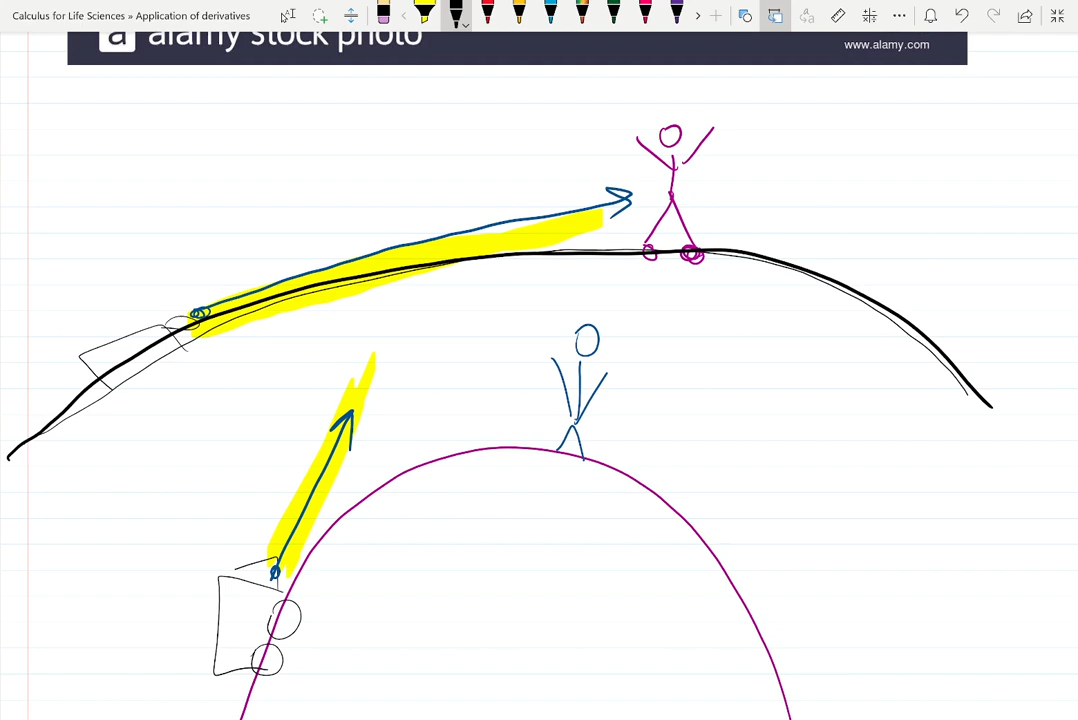 Calculus for Life Sciences » Application of derivatives
a alamy stock photo
www.alamy.com